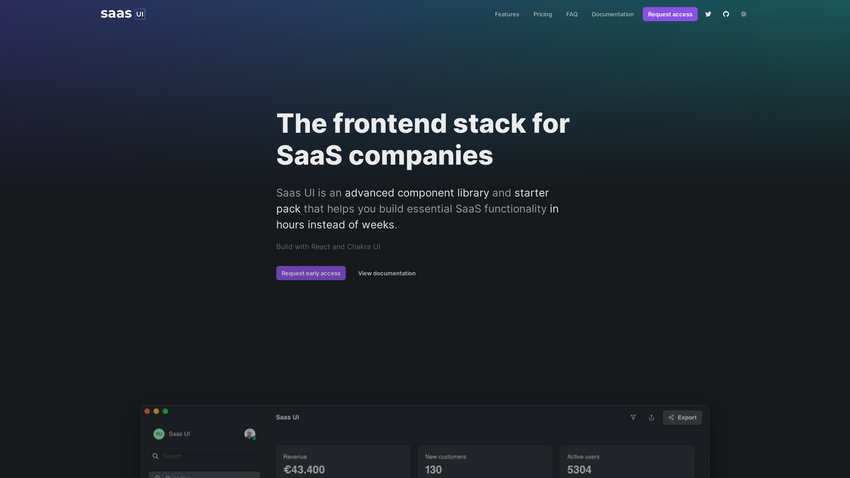 saas UI
Features Pricing FAQ Documentation Request access
The frontend stack for
SaaS companies
Saas UI is an advanced component library and starter
pack that helps you build essential SaaS functionality in
hours instead of weeks.
Build with React and Chakra UI
Request early access View documentation
Saas UI Export
Saas UI
Search
Revenue New customers Active users
€43.400 130 5304